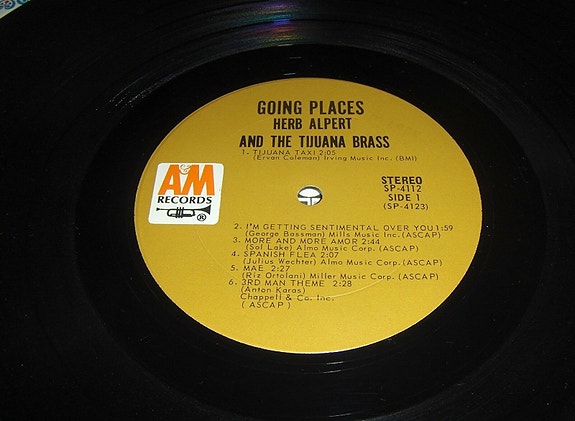 GOING PLACES
HERB ALPERT
AND THE TIJUANA BRASS
1. TIJUANA TAXI 2:05
(Ervan Coleman) Irving Music Inc. (BMI)
A&M
RECORDS
®
STEREO
SP-4112
SIDE 1
(SP-4123)
2. I'M GETTING SENTIMENTAL OVER YOU 1:59
(George Bassman) Mills Music Inc. (ASCAP)
3. MORE AND MORE AMOR 2:44
(Sol Lake) Almo Music Corp. (ASCAP)
4. SPANISH FLEA 2:07
(Julius Wechter) Almo Music Corp. (ASCAP)
5. MAE 2:27
(Riz Ortolani) Miller Music Corp. (ASCAP)
6. 3RD MAN THEME 2:28
(Anton Karas)
Chappell & Co. Inc.
(ASCAP)